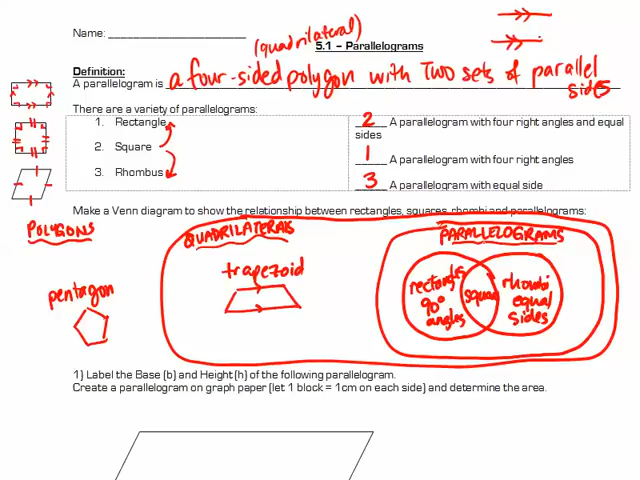 Name: ____________________
(quadrilateral)
5.1 – Parallelograms
Definition:
A parallelogram is a four-sided polygon with Two sets of parallel
sides
There are a variety of parallelograms:
1. Rectangle
2. Square
3. Rhombus
2 A parallelogram with four right angles and equal
sides
1 A parallelogram with four right angles
3 A parallelogram with equal side
Make a Venn diagram to show the relationship between rectangles, squares, rhombi and parallelograms:
POLYGONS
QUADRILATERALS
PARALLELOGRAMS
trapezoid
pentagon
rectangles
90°
angles
square
rhombi
equal
sides
1) Label the Base (b) and Height (h) of the following parallelogram.
Create a parallelogram on graph paper (let 1 block = 1cm on each side) and determine the area.